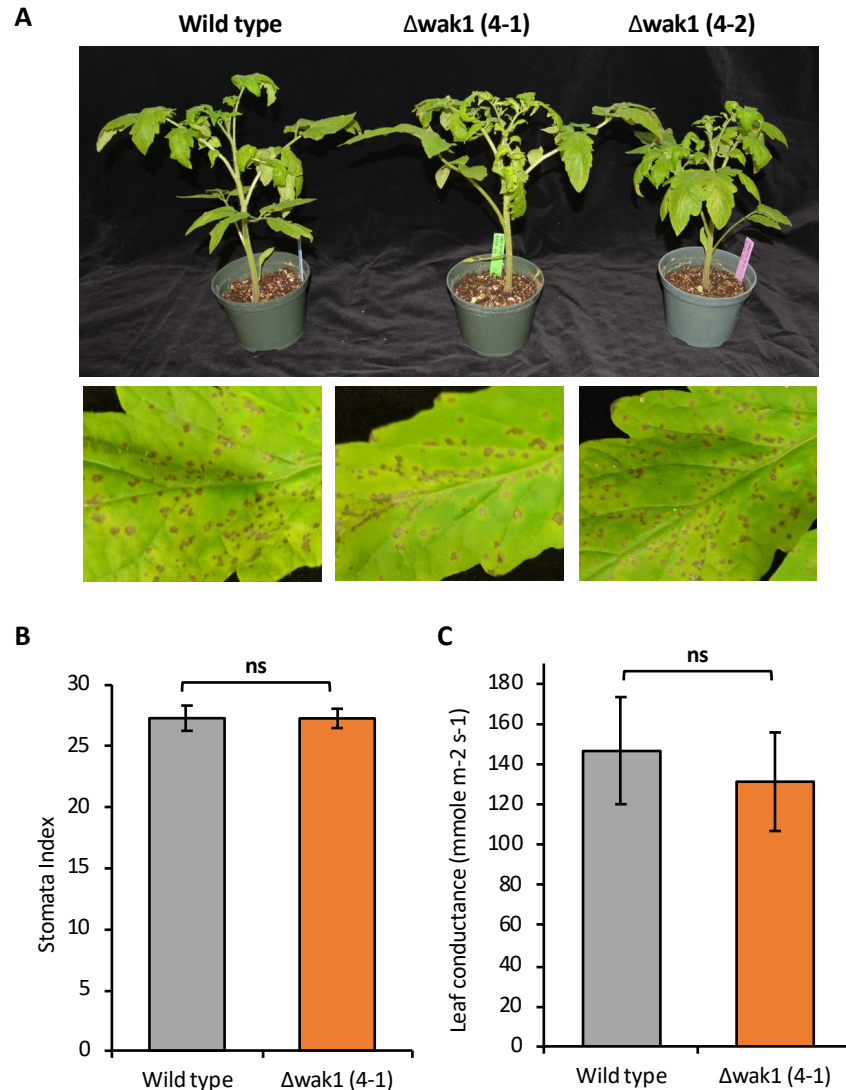 A
Wild type Δwak1 (4-1) Δwak1 (4-2)
B
ns
30
25
20
15
10
5
0
Stomata Index
Wild type Δwak1 (4-1)
C
ns
180
160
140
120
100
80
60
40
20
0
Leaf conductance (mmole m-2 s-1)
Wild type Δwak1 (4-1)